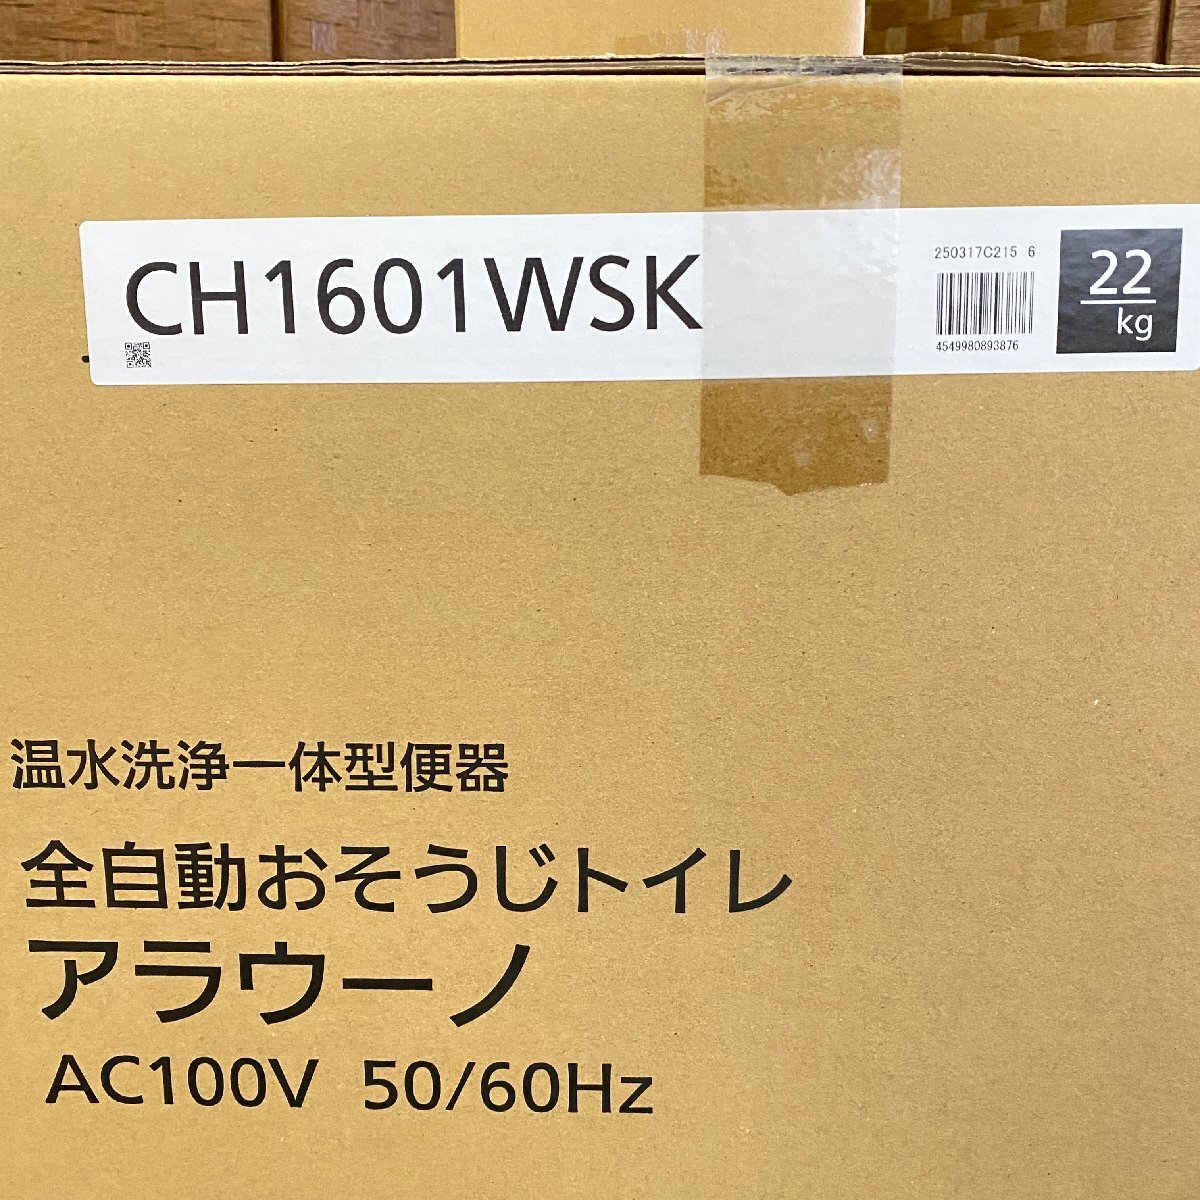 CH1601WSK
250317C215 6
4549980893876
22
kg
温水洗浄一体型便器
全自動おそうじトイレ
アラウーノ
AC100V 50/60Hz